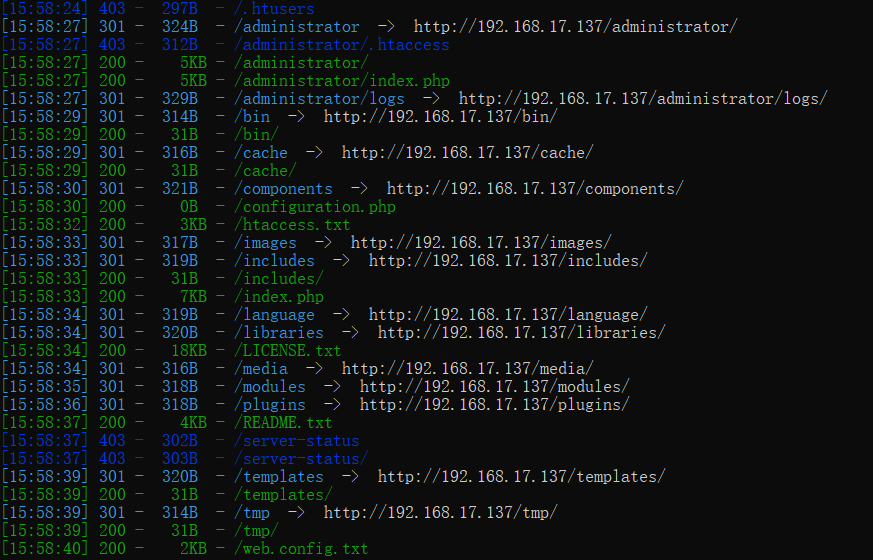 [15:58:24] 403 -  297B  - /.htusers
[15:58:27] 301 -  324B  - /administrator  ->  http://192.168.17.137/administrator/
[15:58:27] 403 -  312B  - /administrator/.htaccess
[15:58:27] 200 -    5KB - /administrator/
[15:58:27] 200 -    5KB - /administrator/index.php
[15:58:27] 301 -  329B  - /administrator/logs  ->  http://192.168.17.137/administrator/logs/
[15:58:29] 301 -  314B  - /bin  ->  http://192.168.17.137/bin/
[15:58:29] 200 -   31B  - /bin/
[15:58:29] 301 -  316B  - /cache  ->  http://192.168.17.137/cache/
[15:58:29] 200 -   31B  - /cache/
[15:58:30] 301 -  321B  - /components  ->  http://192.168.17.137/components/
[15:58:30] 200 -    0B  - /configuration.php
[15:58:32] 200 -    3KB - /htaccess.txt
[15:58:33] 301 -  317B  - /images  ->  http://192.168.17.137/images/
[15:58:33] 301 -  319B  - /includes  ->  http://192.168.17.137/includes/
[15:58:33] 200 -   31B  - /includes/
[15:58:33] 200 -    7KB - /index.php
[15:58:34] 301 -  319B  - /language  ->  http://192.168.17.137/language/
[15:58:34] 301 -  320B  - /libraries  ->  http://192.168.17.137/libraries/
[15:58:34] 200 -   18KB - /LICENSE.txt
[15:58:34] 301 -  316B  - /media  ->  http://192.168.17.137/media/
[15:58:35] 301 -  318B  - /modules  ->  http://192.168.17.137/modules/
[15:58:36] 301 -  318B  - /plugins  ->  http://192.168.17.137/plugins/
[15:58:37] 200 -    4KB - /README.txt
[15:58:37] 403 -  302B  - /server-status
[15:58:37] 403 -  303B  - /server-status/
[15:58:39] 301 -  320B  - /templates  ->  http://192.168.17.137/templates/
[15:58:39] 200 -   31B  - /templates/
[15:58:39] 301 -  314B  - /tmp  ->  http://192.168.17.137/tmp/
[15:58:39] 200 -   31B  - /tmp/
[15:58:40] 200 -    2KB - /web.config.txt